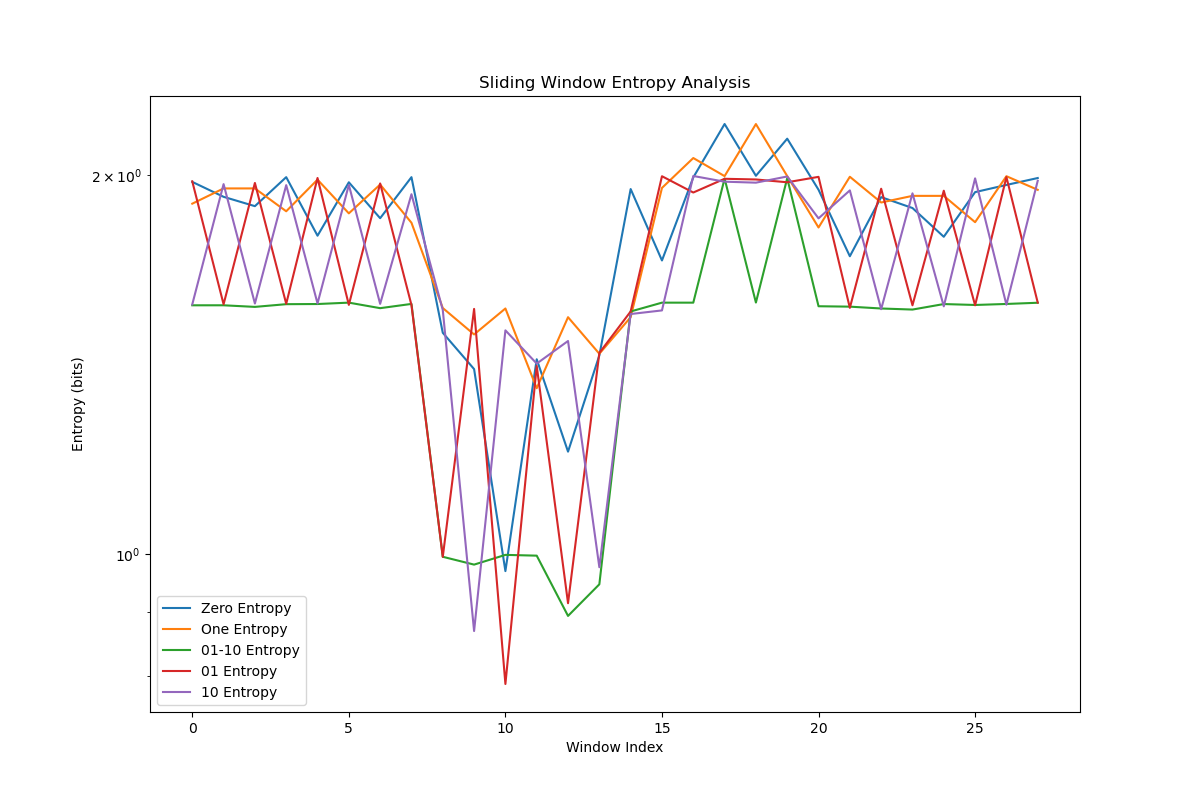 Sliding Window Entropy Analysis
2 × 10⁰
10⁰
Entropy (bits)
Zero Entropy
One Entropy
01-10 Entropy
01 Entropy
10 Entropy
0 5 10 15 20 25
Window Index